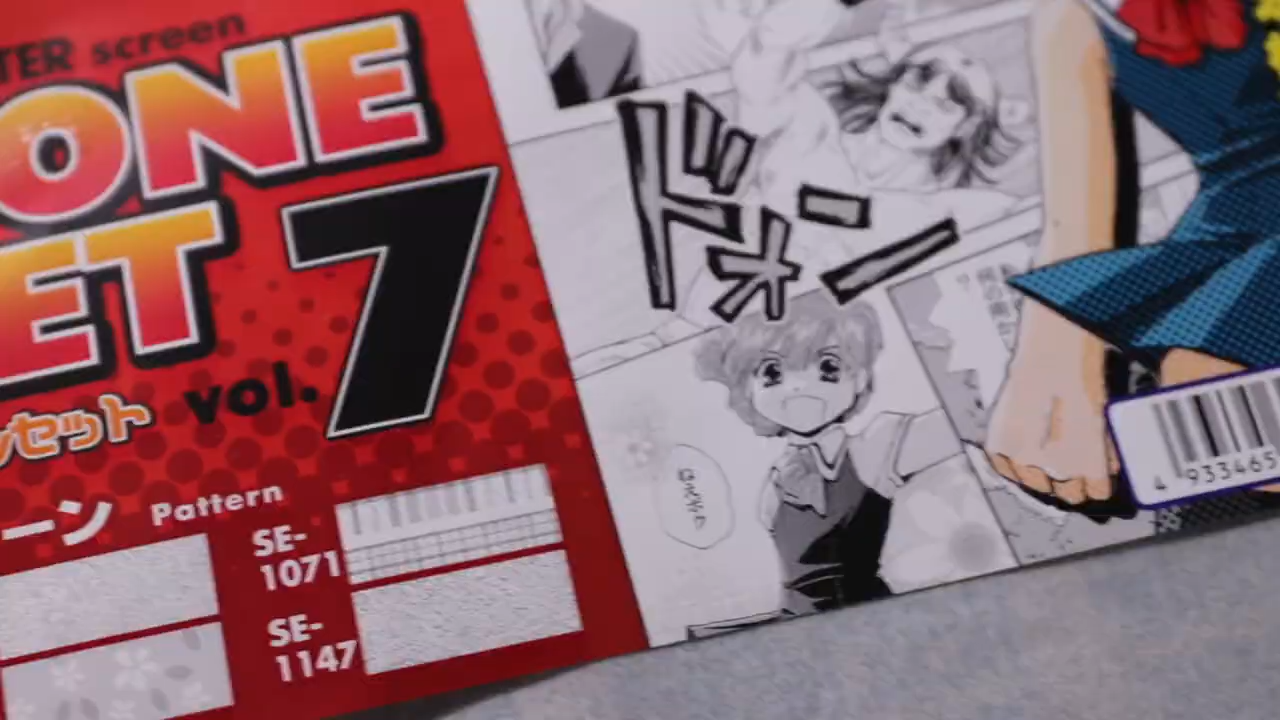 TER screen
ONE
ET 7
ンセット vol.
ーン Pattern
SE-
1071
SE-
1147
ドォン
4 933465